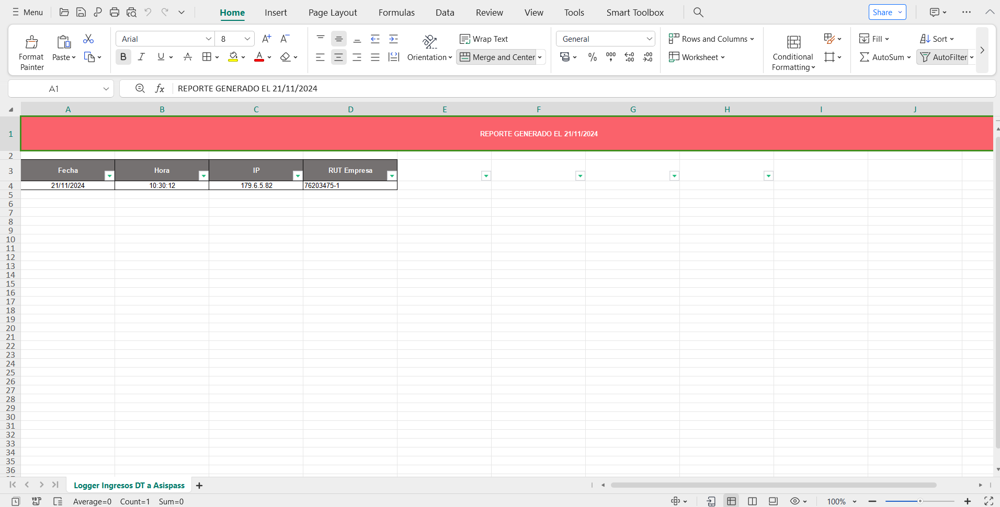 Menu
Home Insert Page Layout Formulas Data Review View Tools Smart Toolbox
Share
Format Painter
Paste
Arial 8
Orientation
Wrap Text
Merge and Center
General
Rows and Columns
Worksheet
Conditional Formatting
Fill
Sort
AutoSum
AutoFilter
A1 fx REPORTE GENERADO EL 21/11/2024
A B C D E F G H I J
1 REPORTE GENERADO EL 21/11/2024
2
3 Fecha Hora IP RUT Empresa
4 21/11/2024 10:30:12 179.6.5.82 76203475-1
5
6
7
8
9
10
11
12
13
14
15
16
17
18
19
20
21
22
23
24
25
26
27
28
29
30
31
32
33
34
35
36
Logger Ingresos DT a Asispass
Average=0 Count=1 Sum=0 100%